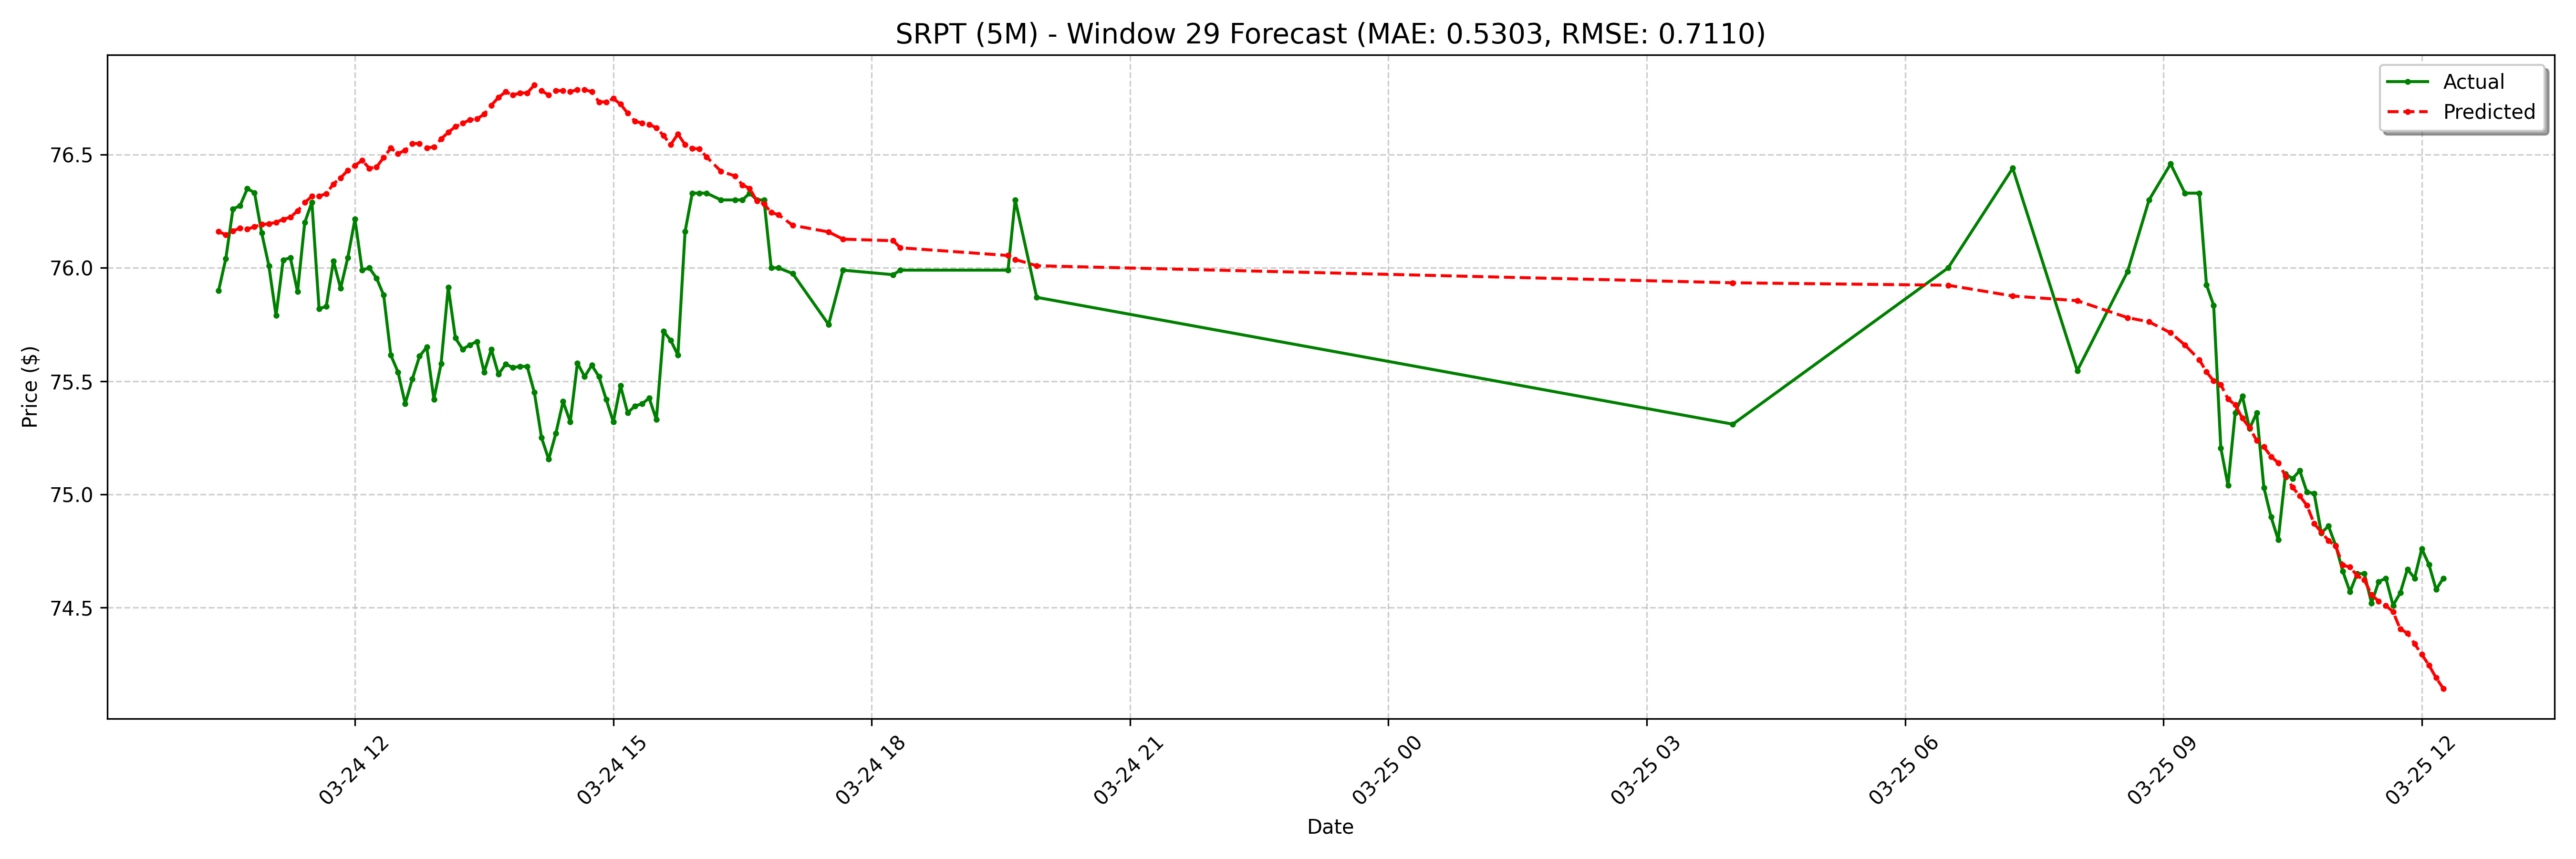 SRPT (5M) - Window 29 Forecast (MAE: 0.5303, RMSE: 0.7110)
Actual
Predicted
Price ($)
76.5
76.0
75.5
75.0
74.5
03-24 12
03-24 15
03-24 18
03-24 21
03-25 00
03-25 03
03-25 06
03-25 09
03-25 12
Date